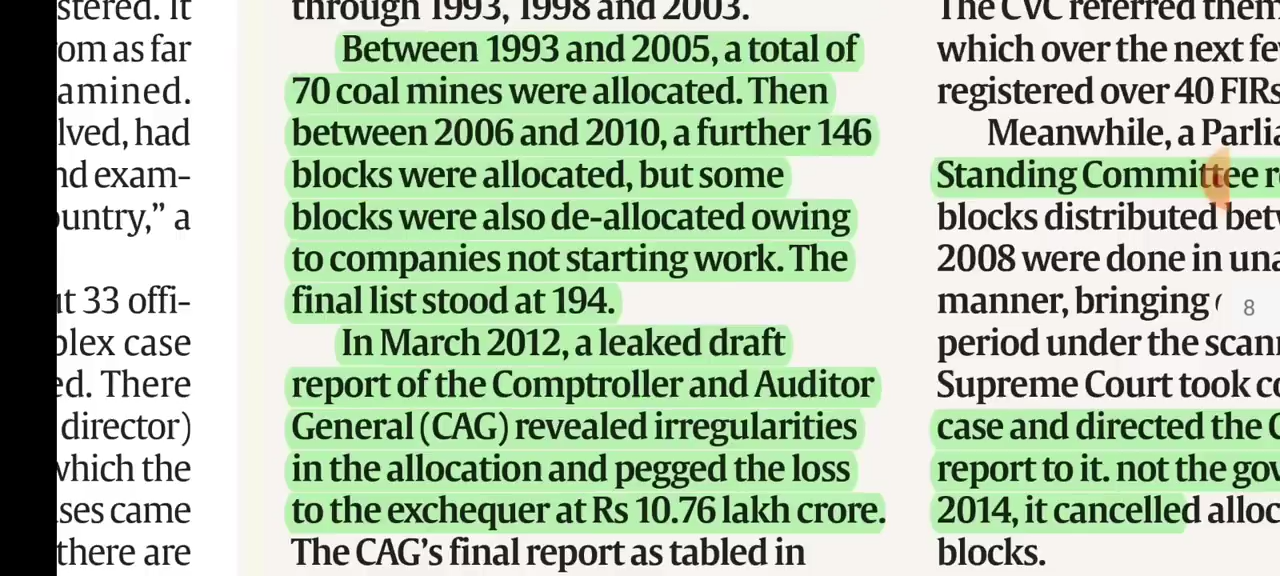 stered. It
om as far
amined.
lved, had
nd exam-
ountry,” a
ut 33 offi-
plex case
ed. There
director)
which the
ses came
there are
through 1993, 1998 and 2003.
Between 1993 and 2005, a total of
70 coal mines were allocated. Then
between 2006 and 2010, a further 146
blocks were allocated, but some
blocks were also de-allocated owing
to companies not starting work. The
final list stood at 194.
In March 2012, a leaked draft
report of the Comptroller and Auditor
General (CAG) revealed irregularities
in the allocation and pegged the loss
to the exchequer at Rs 10.76 lakh crore.
The CAG’s final report as tabled in
The CVC referred them
which over the next fe
registered over 40 FIRs
Meanwhile, a Parlia
Standing Committee re
blocks distributed betw
2008 were done in una
manner, bringing
period under the scann
Supreme Court took co
case and directed the C
report to it. not the gov
2014, it cancelled alloc
blocks.
8